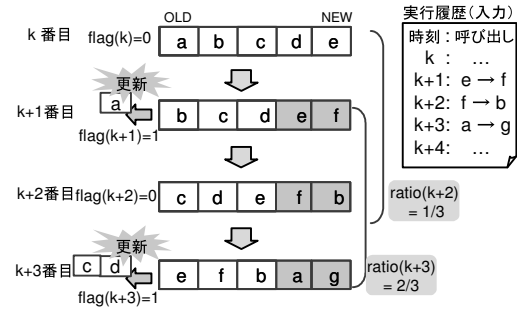 OLD NEW
実行履歴(入力)
k 番目 flag(k)=0 a b c d e
時刻 : 呼び出し
k : …
k+1: e → f
k+2: f → b
k+3: a → g
k+4: …
更新
a
k+1番目 b c d e f
flag(k+1)=1
k+2番目 flag(k+2)=0 c d e f b
ratio(k+2)
= 1/3
更新
k+3番目 c d e f b a g
flag(k+3)=1
ratio(k+3)
= 2/3